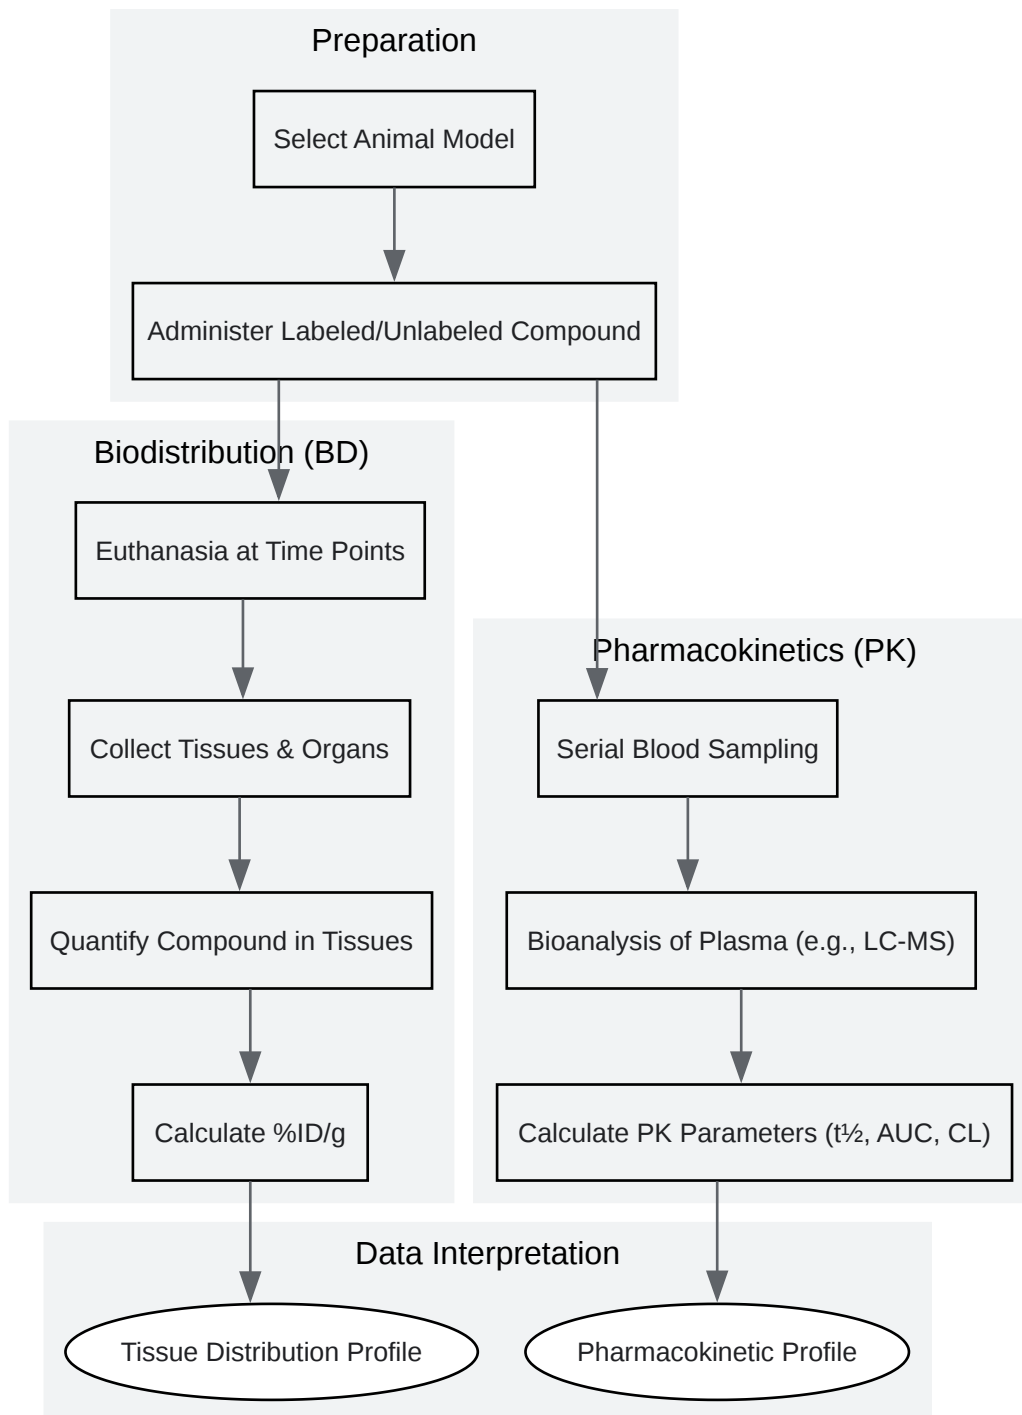 Preparation
Select Animal Model
Administer Labeled/Unlabeled Compound
Biodistribution (BD)
Euthanasia at Time Points
Collect Tissues & Organs
Quantify Compound in Tissues
Calculate %ID/g
Pharmacokinetics (PK)
Serial Blood Sampling
Bioanalysis of Plasma (e.g., LC-MS)
Calculate PK Parameters (t½, AUC, CL)
Data Interpretation
Tissue Distribution Profile
Pharmacokinetic Profile